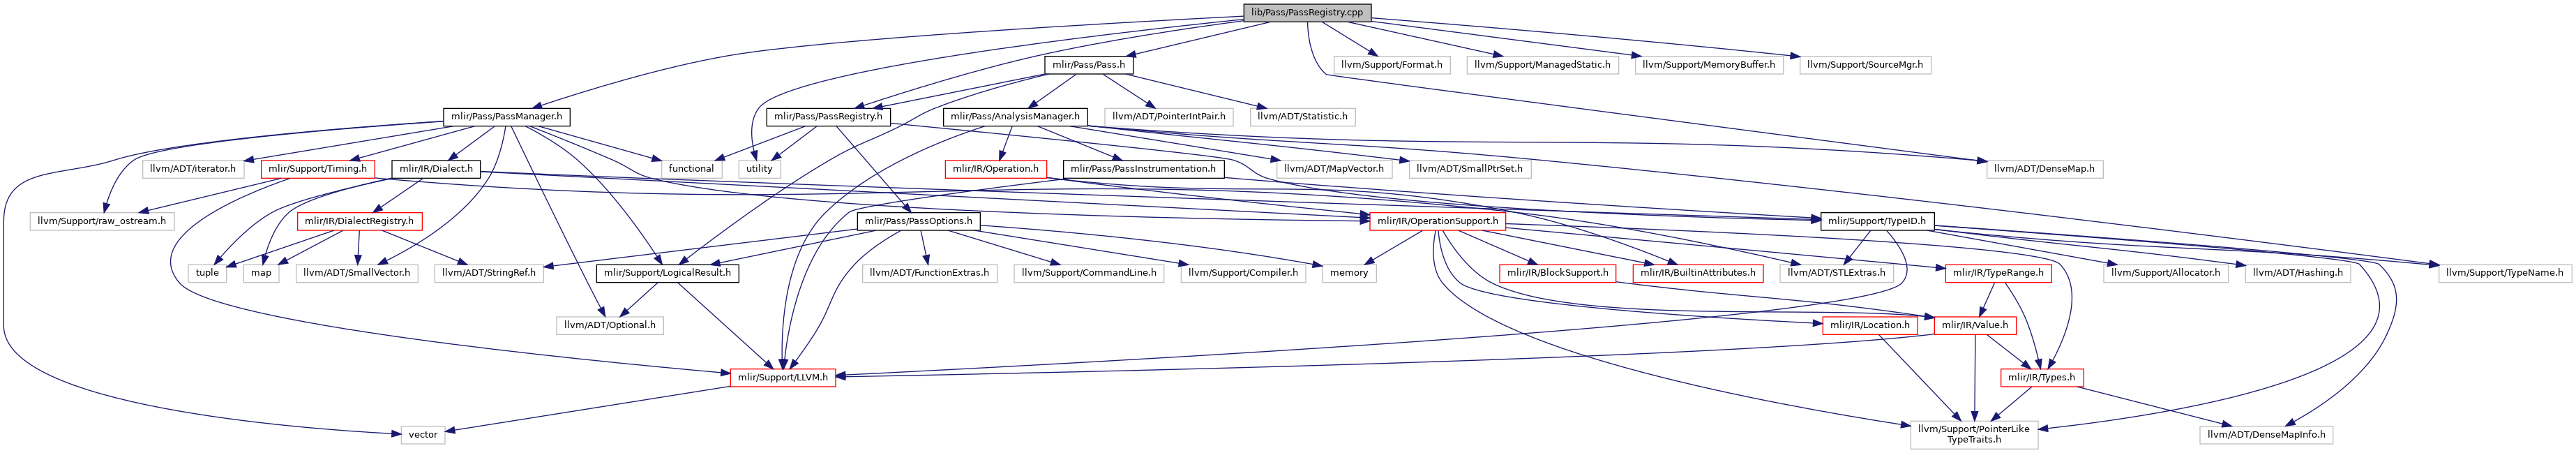 lib/Pass/PassRegistry.cpp
mlir/Pass/Pass.h
llvm/Support/Format.h
llvm/Support/ManagedStatic.h
llvm/Support/MemoryBuffer.h
llvm/Support/SourceMgr.h
mlir/Pass/PassManager.h
mlir/Pass/PassRegistry.h
mlir/Pass/AnalysisManager.h
llvm/ADT/PointerIntPair.h
llvm/ADT/Statistic.h
llvm/ADT/iterator.h
mlir/Support/Timing.h
mlir/IR/Dialect.h
functional
utility
mlir/IR/Operation.h
mlir/Pass/PassInstrumentation.h
llvm/ADT/MapVector.h
llvm/ADT/SmallPtrSet.h
llvm/ADT/DenseMap.h
llvm/Support/raw_ostream.h
mlir/IR/DialectRegistry.h
mlir/Pass/PassOptions.h
mlir/IR/OperationSupport.h
mlir/Support/TypeID.h
tuple
map
llvm/ADT/SmallVector.h
llvm/ADT/StringRef.h
mlir/Support/LogicalResult.h
llvm/ADT/FunctionExtras.h
llvm/Support/CommandLine.h
llvm/Support/Compiler.h
memory
mlir/IR/BlockSupport.h
mlir/IR/BuiltinAttributes.h
llvm/ADT/STLExtras.h
mlir/IR/TypeRange.h
llvm/Support/Allocator.h
llvm/ADT/Hashing.h
llvm/Support/TypeName.h
llvm/ADT/Optional.h
mlir/IR/Location.h
mlir/IR/Value.h
mlir/Support/LLVM.h
mlir/IR/Types.h
vector
llvm/Support/PointerLike
TypeTraits.h
llvm/ADT/DenseMapInfo.h